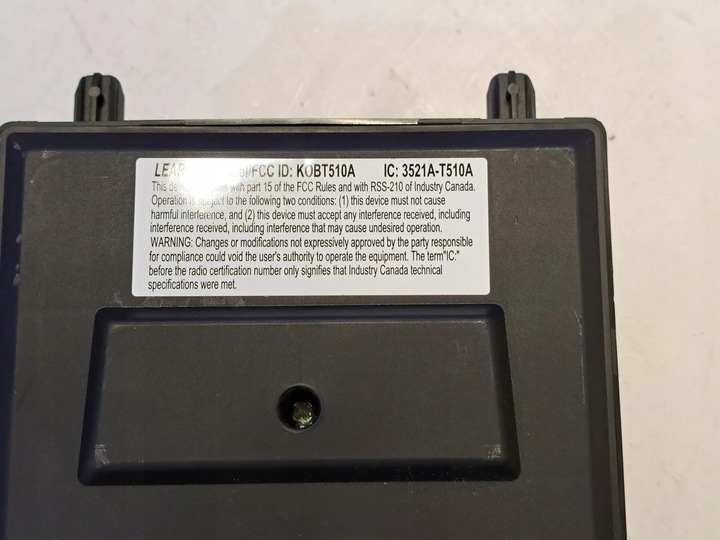 LEAR /FCC ID: KOBT510A IC: 3521A-T510A
This with part 15 of the FCC Rules and with RSS-210 of Industry Canada.
Operation is subject to the following two conditions: (1) this device must not cause
harmful interference, and (2) this device must accept any interference received, including
interference received, including interference that may cause undesired operation.
WARNING: Changes or modifications not expressively approved by the party responsible
for compliance could void the user's authority to operate the equipment. The term"IC:"
before the radio certification number only signifies that Industry Canada technical
specifications were met.